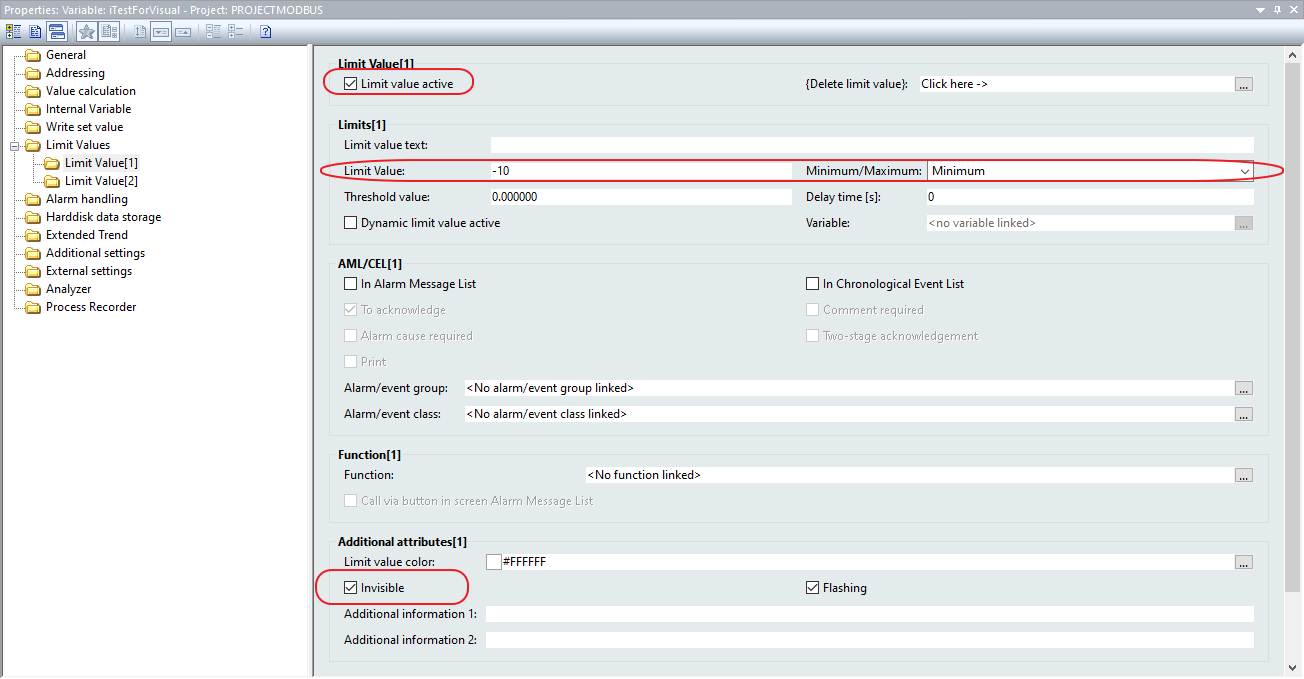 Properties: Variable: iTestForVisual - Project: PROJECTMODBUS
General
Addressing
Value calculation
Internal Variable
Write set value
Limit Values
Limit Value[1]
Limit Value[2]
Alarm handling
Harddisk data storage
Extended Trend
Additional settings
External settings
Analyzer
Process Recorder
Limit Value[1]
Limit value active {Delete limit value}: Click here -> ...
Limits[1]
Limit value text:
Limit Value: -10 Minimum/Maximum: Minimum
Threshold value: 0.000000 Delay time [s]: 0
Dynamic limit value active Variable: <no variable linked> ...
AML/CEL[1]
In Alarm Message List In Chronological Event List
To acknowledge Comment required
Alarm cause required Two-stage acknowledgement
Print
Alarm/event group: <No alarm/event group linked> ...
Alarm/event class: <No alarm/event class linked> ...
Function[1]
Function: <No function linked> ...
Call via button in screen Alarm Message List
Additional attributes[1]
Limit value color: #FFFFFF ...
Invisible Flashing
Additional information 1:
Additional information 2: